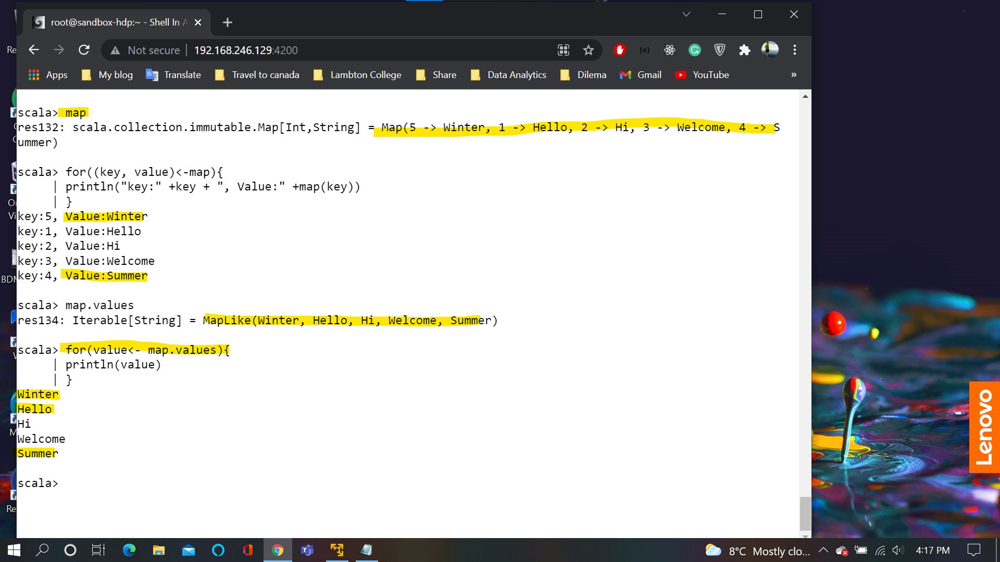 root@sandbox-hdp:~ - Shell In A
Not secure | 192.168.246.129:4200
Apps My blog Translate Travel to canada Lambton College Share Data Analytics Dilema Gmail YouTube »
scala> map
res132: scala.collection.immutable.Map[Int,String] = Map(5 -> Winter, 1 -> Hello, 2 -> Hi, 3 -> Welcome, 4 -> S
ummer)
scala> for((key, value)<-map){
| println("key:" +key + ", Value:" +map(key))
| }
key:5, Value:Winter
key:1, Value:Hello
key:2, Value:Hi
key:3, Value:Welcome
key:4, Value:Summer
scala> map.values
res134: Iterable[String] = MapLike(Winter, Hello, Hi, Welcome, Summer)
scala> for(value<- map.values){
| println(value)
| }
Winter
Hello
Hi
Welcome
Summer
scala>
Re
Vi
BDM
Re
Lenovo
8°C Mostly clo... 4:17 PM